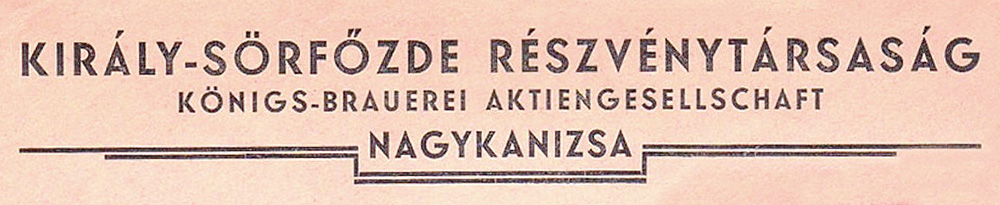 KIRÁLY-SÖRFŐZDE RÉSZVÉNYTÁRSASÁG
KÖNIGS-BRAUEREI AKTIENGESELLSCHAFT
NAGYKANIZSA